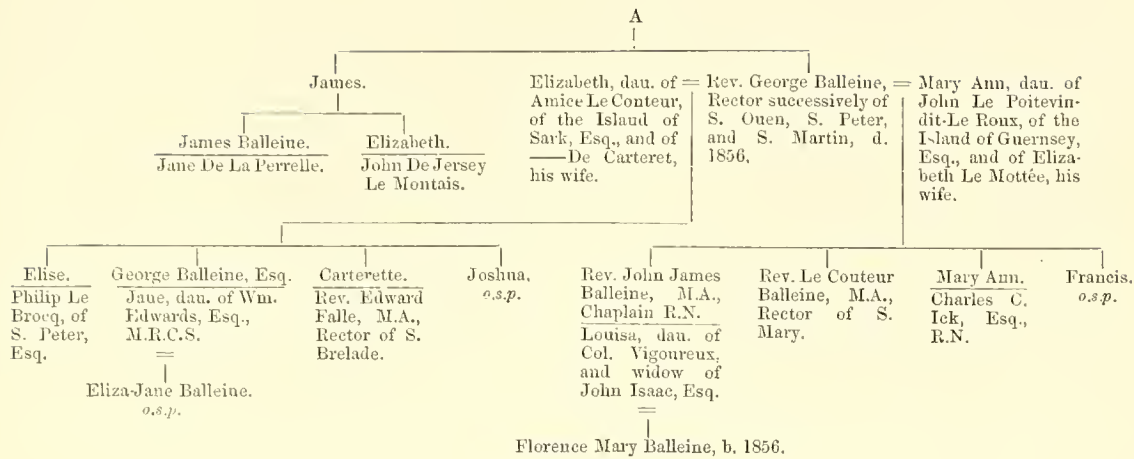 A
James.
James Balleine.
Jane De La Perrelle.
Elizabeth.
John De Jersey
Le Montais.
Elizabeth, dau. of
Amice Le Conteur,
of the Island of
Sark, Esq., and of
——De Carteret,
his wife.
=
Rev. George Balleine,
Rector successively of
S. Ouen, S. Peter,
and S. Martin, d.
1856.
=
Mary Ann, dau. of
John Le Poitevin-
dit-Le Roux, of the
Island of Guernsey,
Esq., and of Eliza-
beth Le Mottée, his
wife.
Elise.
Philip Le
Brocq, of
S. Peter,
Esq.
George Balleine, Esq.
Jane, dau. of Wm.
Edwards, Esq.,
M.R.C.S.
=
Eliza-Jane Balleine.
o.s.p.
Carterette.
Rev. Edward
Falle, M.A.,
Rector of S.
Brelade.
Joshua,
o.s.p.
Rev. John James
Balleine, M.A.,
Chaplain R.N.
Louisa, dau. of
Col. Vigoureux,
and widow of
John Isaac, Esq.
=
Florence Mary Balleine, b. 1856.
Rev. Le Couteur
Balleine, M.A.,
Rector of S.
Mary.
Mary Ann.
Charles C.
Ick, Esq.,
R.N.
Francis.
o.s.p.